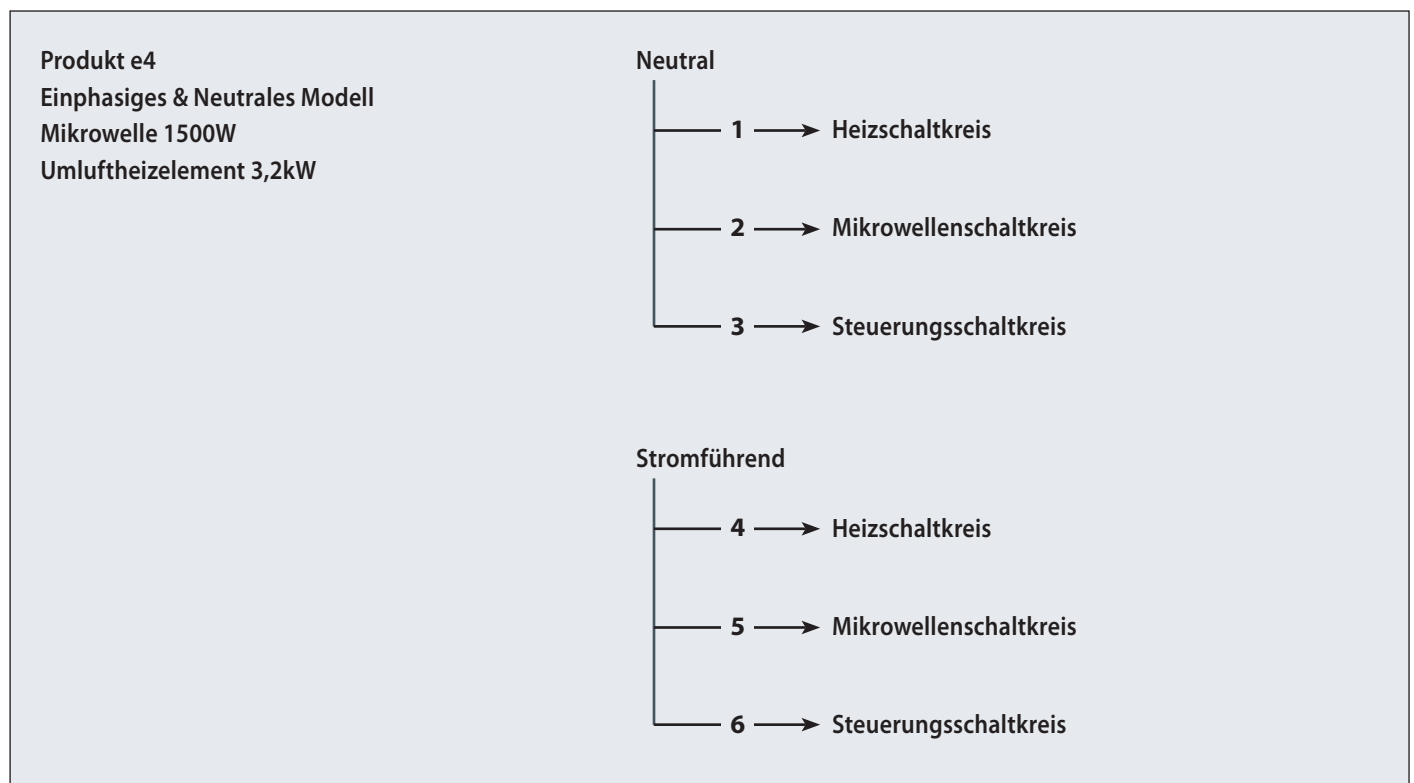 Produkt e4
Einphasiges & Neutrales Modell
Mikrowelle 1500W
Umluftheizelement 3,2kW
Neutral
1 Heizschaltkreis
2 Mikrowellenschaltkreis
3 Steuerungsschaltkreis
Stromführend
4 Heizschaltkreis
5 Mikrowellenschaltkreis
6 Steuerungsschaltkreis